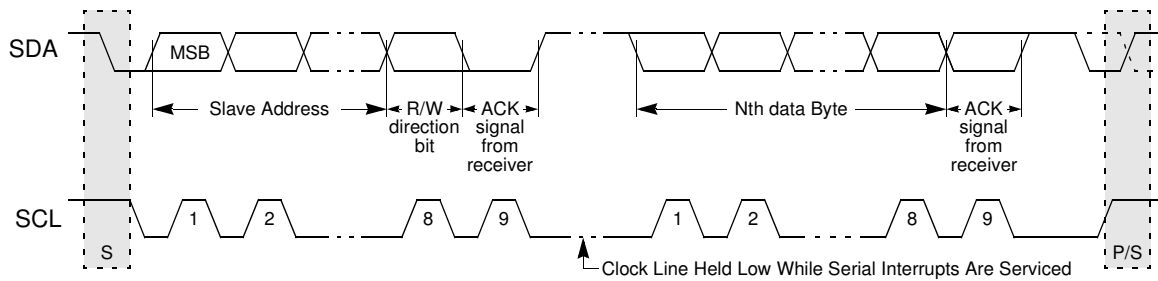 SDA
MSB
Slave Address
R/W
direction
bit
ACK
signal
from
receiver
Nth data Byte
ACK
signal
from
receiver
SCL
1
2
8
9
1
2
8
9
S
P/S
Clock Line Held Low While Serial Interrupts Are Serviced